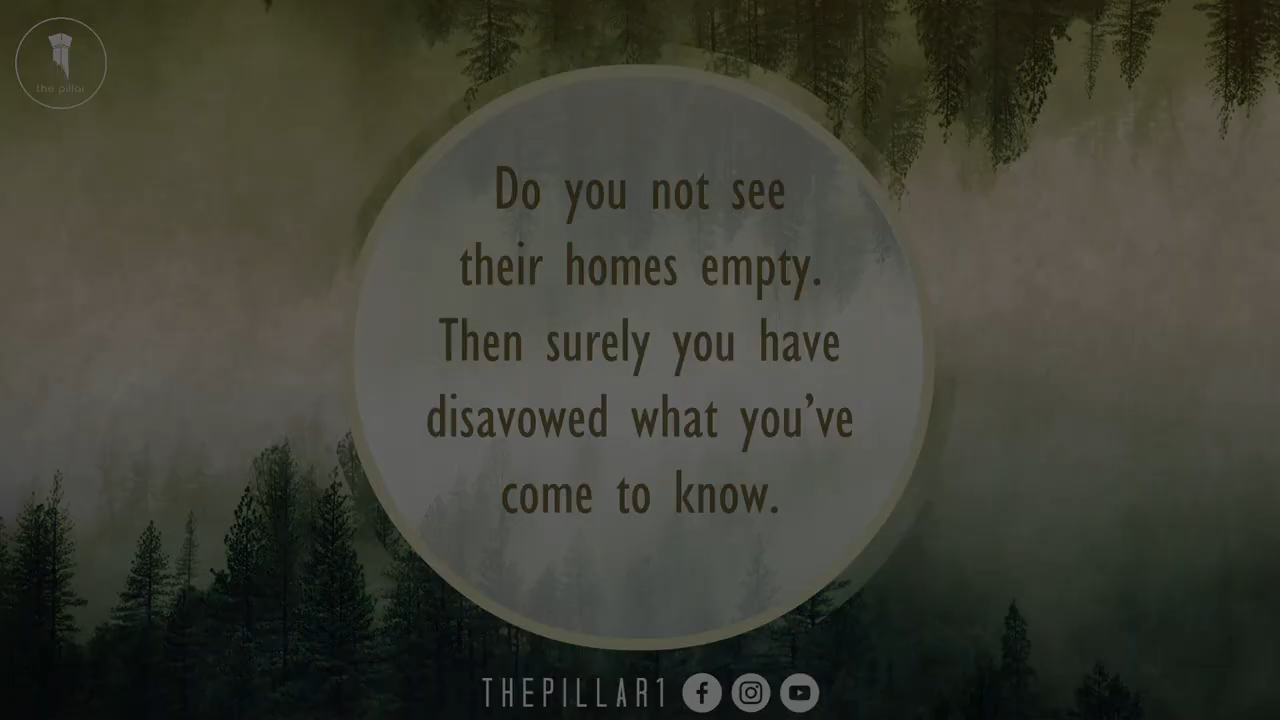 the pillar
Do you not see
their homes empty.
Then surely you have
disavowed what you’ve
come to know.
THEPILLAR1